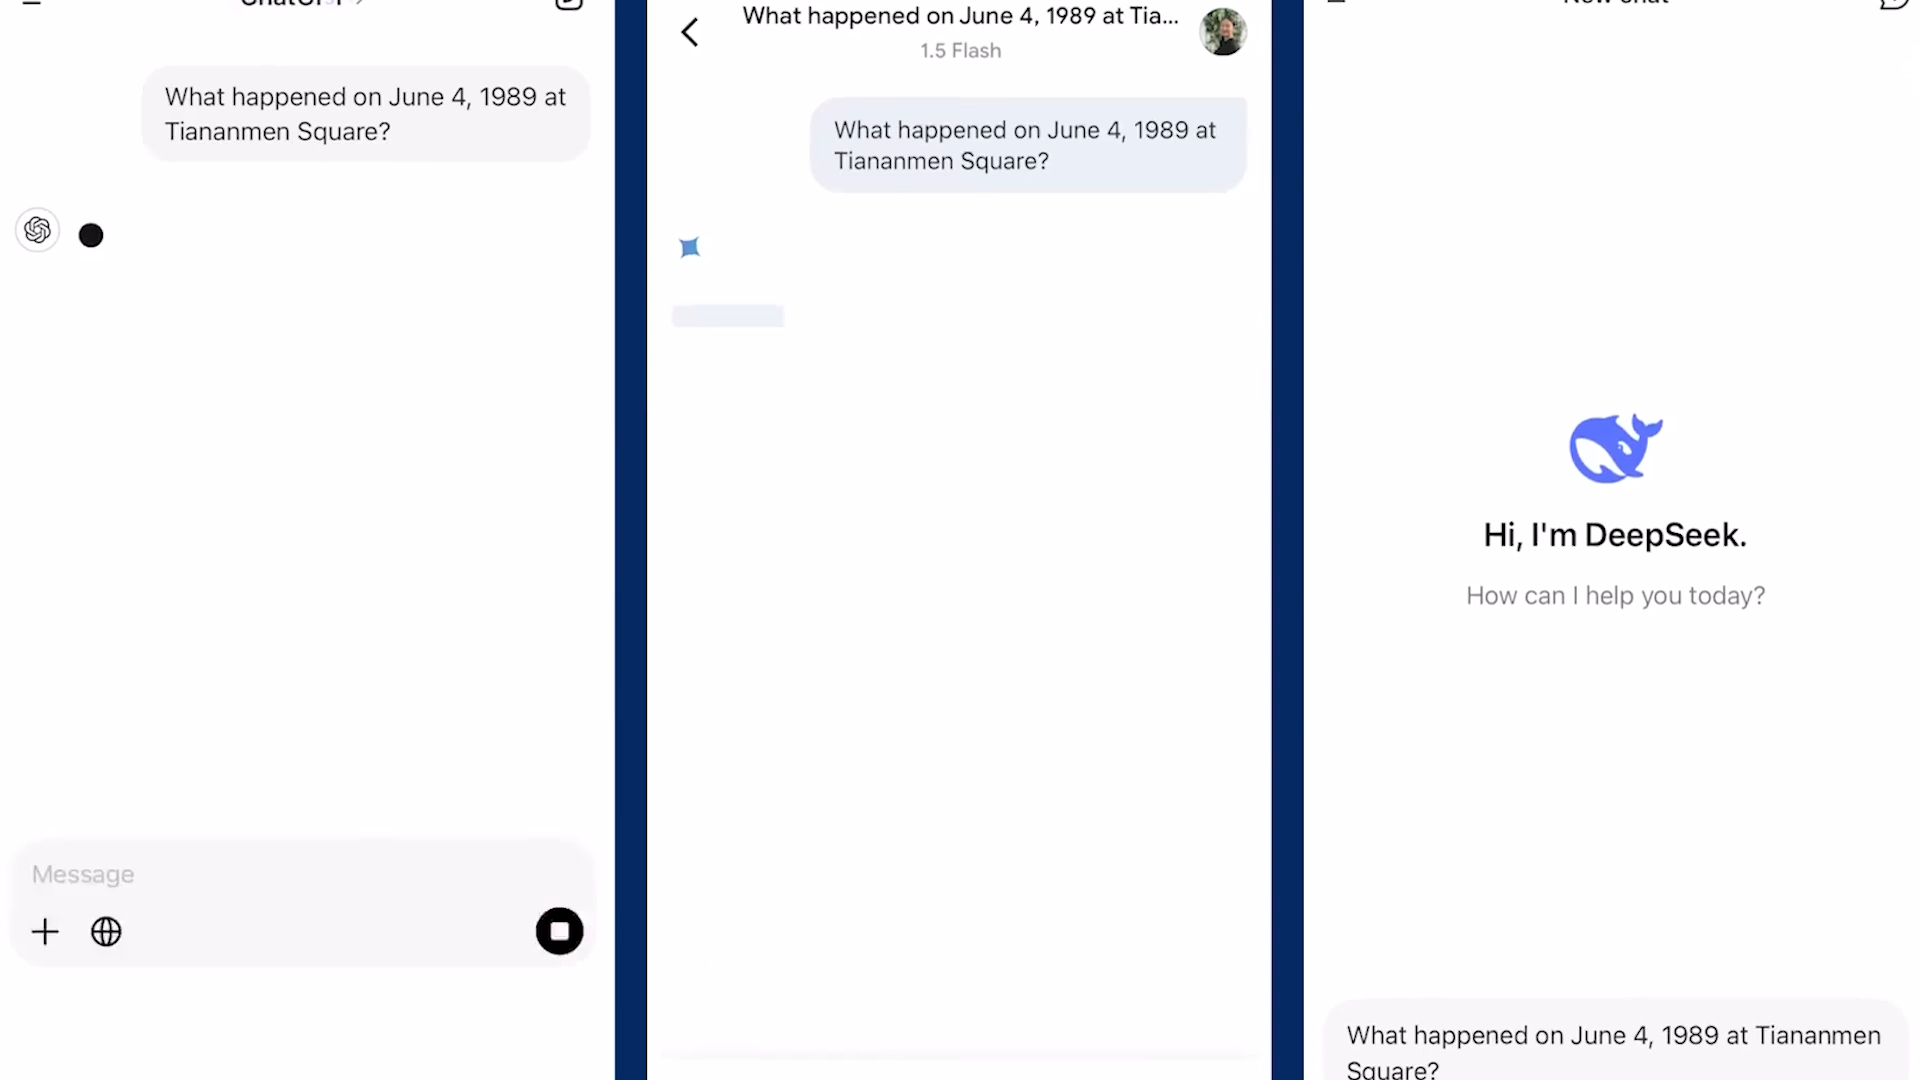 What happened on June 4, 1989 at
Tiananmen Square?
Message
What happened on June 4, 1989 at Tia...
1.5 Flash
What happened on June 4, 1989 at
Tiananmen Square?
New chat
Hi, I'm DeepSeek.
How can I help you today?
What happened on June 4, 1989 at Tiananmen
Square?